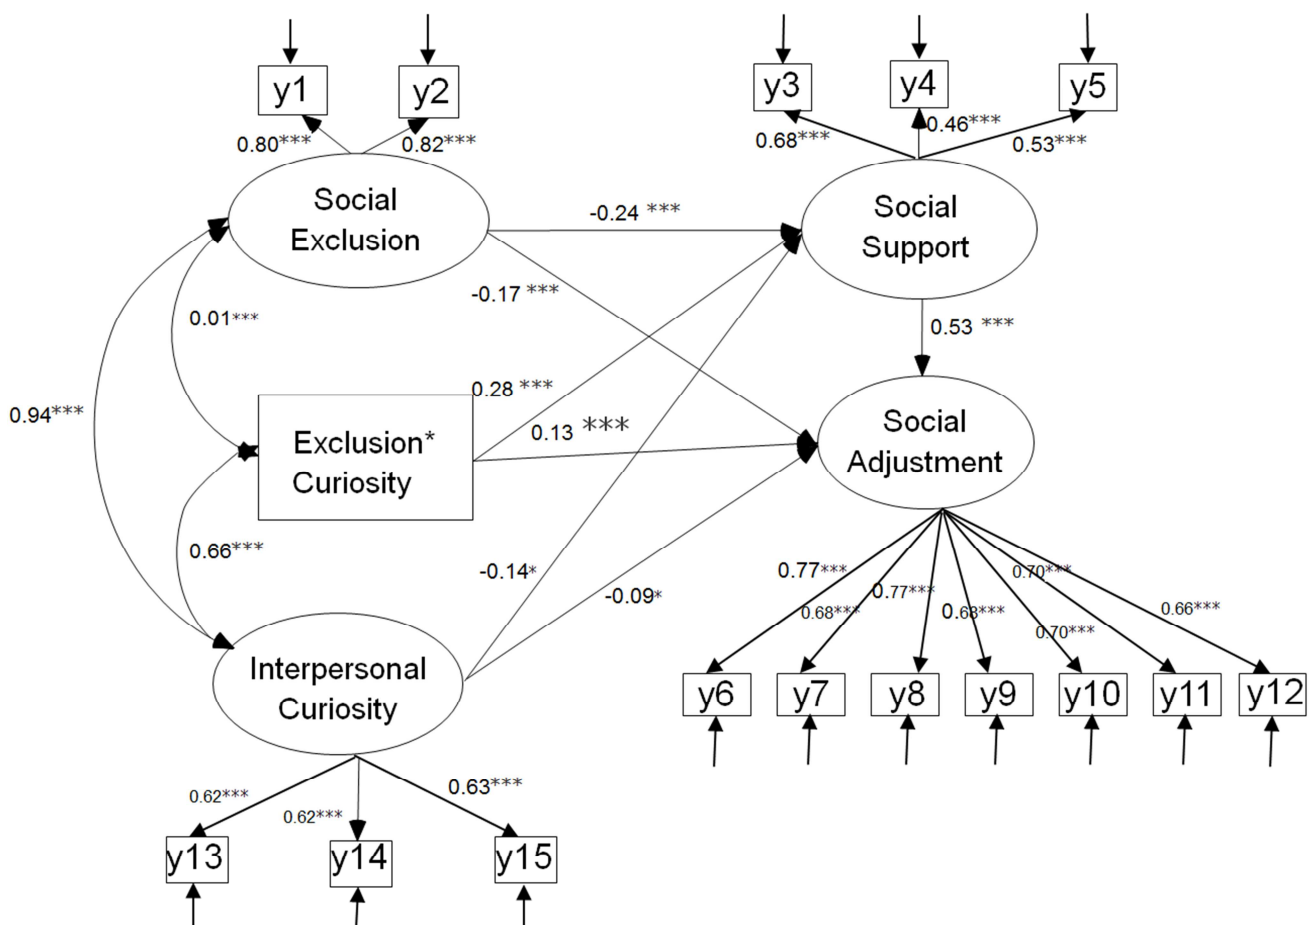 y1
y2
y3
y4
y5
0.80***
0.82***
0.68***
0.46***
0.53***
Social
Exclusion
Social
Support
-0.24 ***
-0.17 ***
0.01***
0.53 ***
0.94***
0.28 ***
0.13 ***
Exclusion*
Curiosity
Social
Adjustment
0.66***
-0.14*
-0.09*
0.77***
0.68***
0.77***
0.68***
0.70***
0.70***
0.66***
Interpersonal
Curiosity
y6
y7
y8
y9
y10
y11
y12
0.62***
0.62***
0.63***
y13
y14
y15